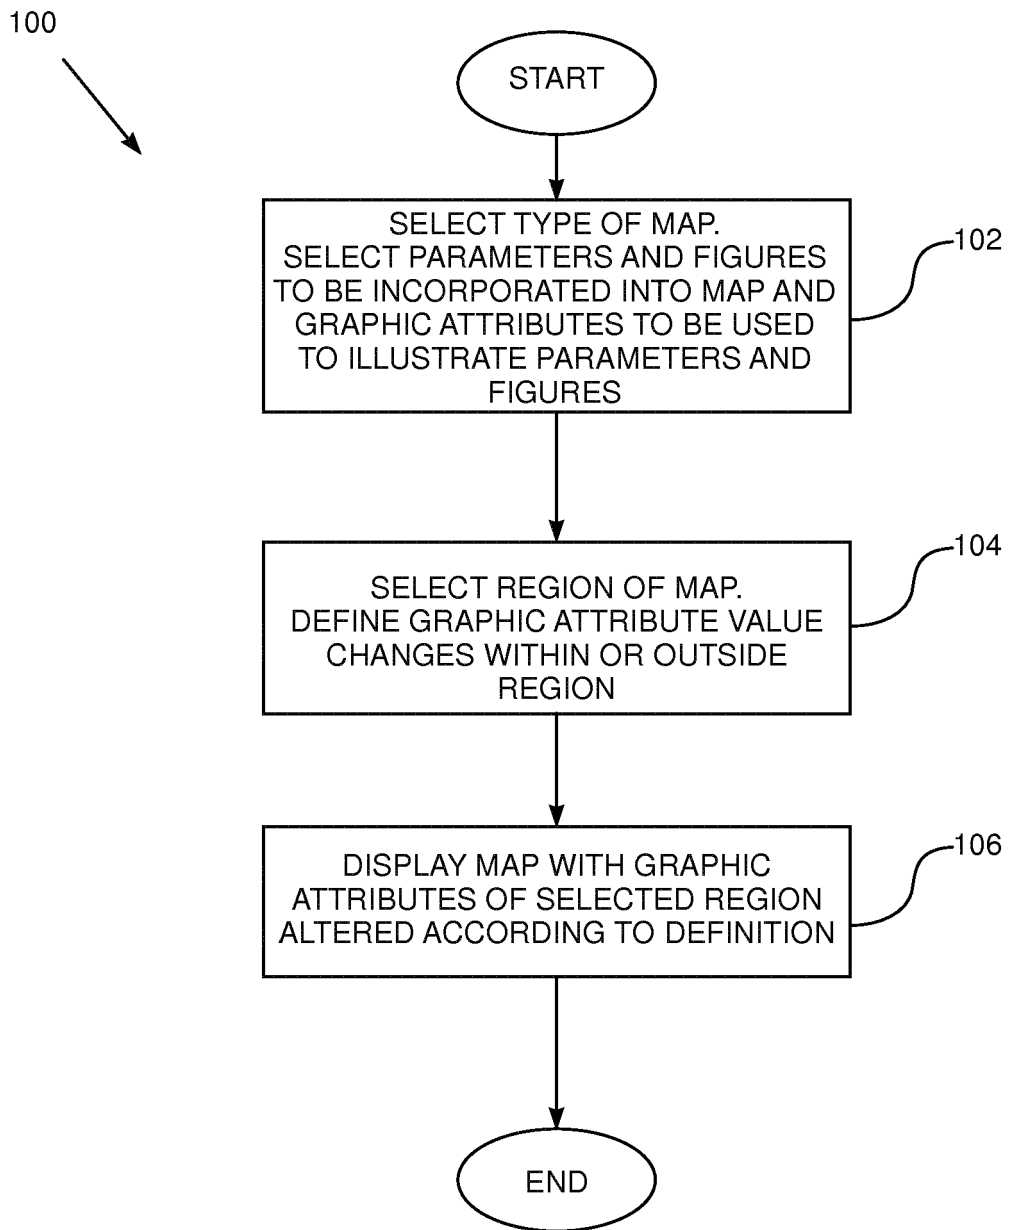 100
START
SELECT TYPE OF MAP.
SELECT PARAMETERS AND FIGURES
TO BE INCORPORATED INTO MAP AND
GRAPHIC ATTRIBUTES TO BE USED
TO ILLUSTRATE PARAMETERS AND
FIGURES
102
SELECT REGION OF MAP.
DEFINE GRAPHIC ATTRIBUTE VALUE
CHANGES WITHIN OR OUTSIDE
REGION
104
DISPLAY MAP WITH GRAPHIC
ATTRIBUTES OF SELECTED REGION
ALTERED ACCORDING TO DEFINITION
106
END